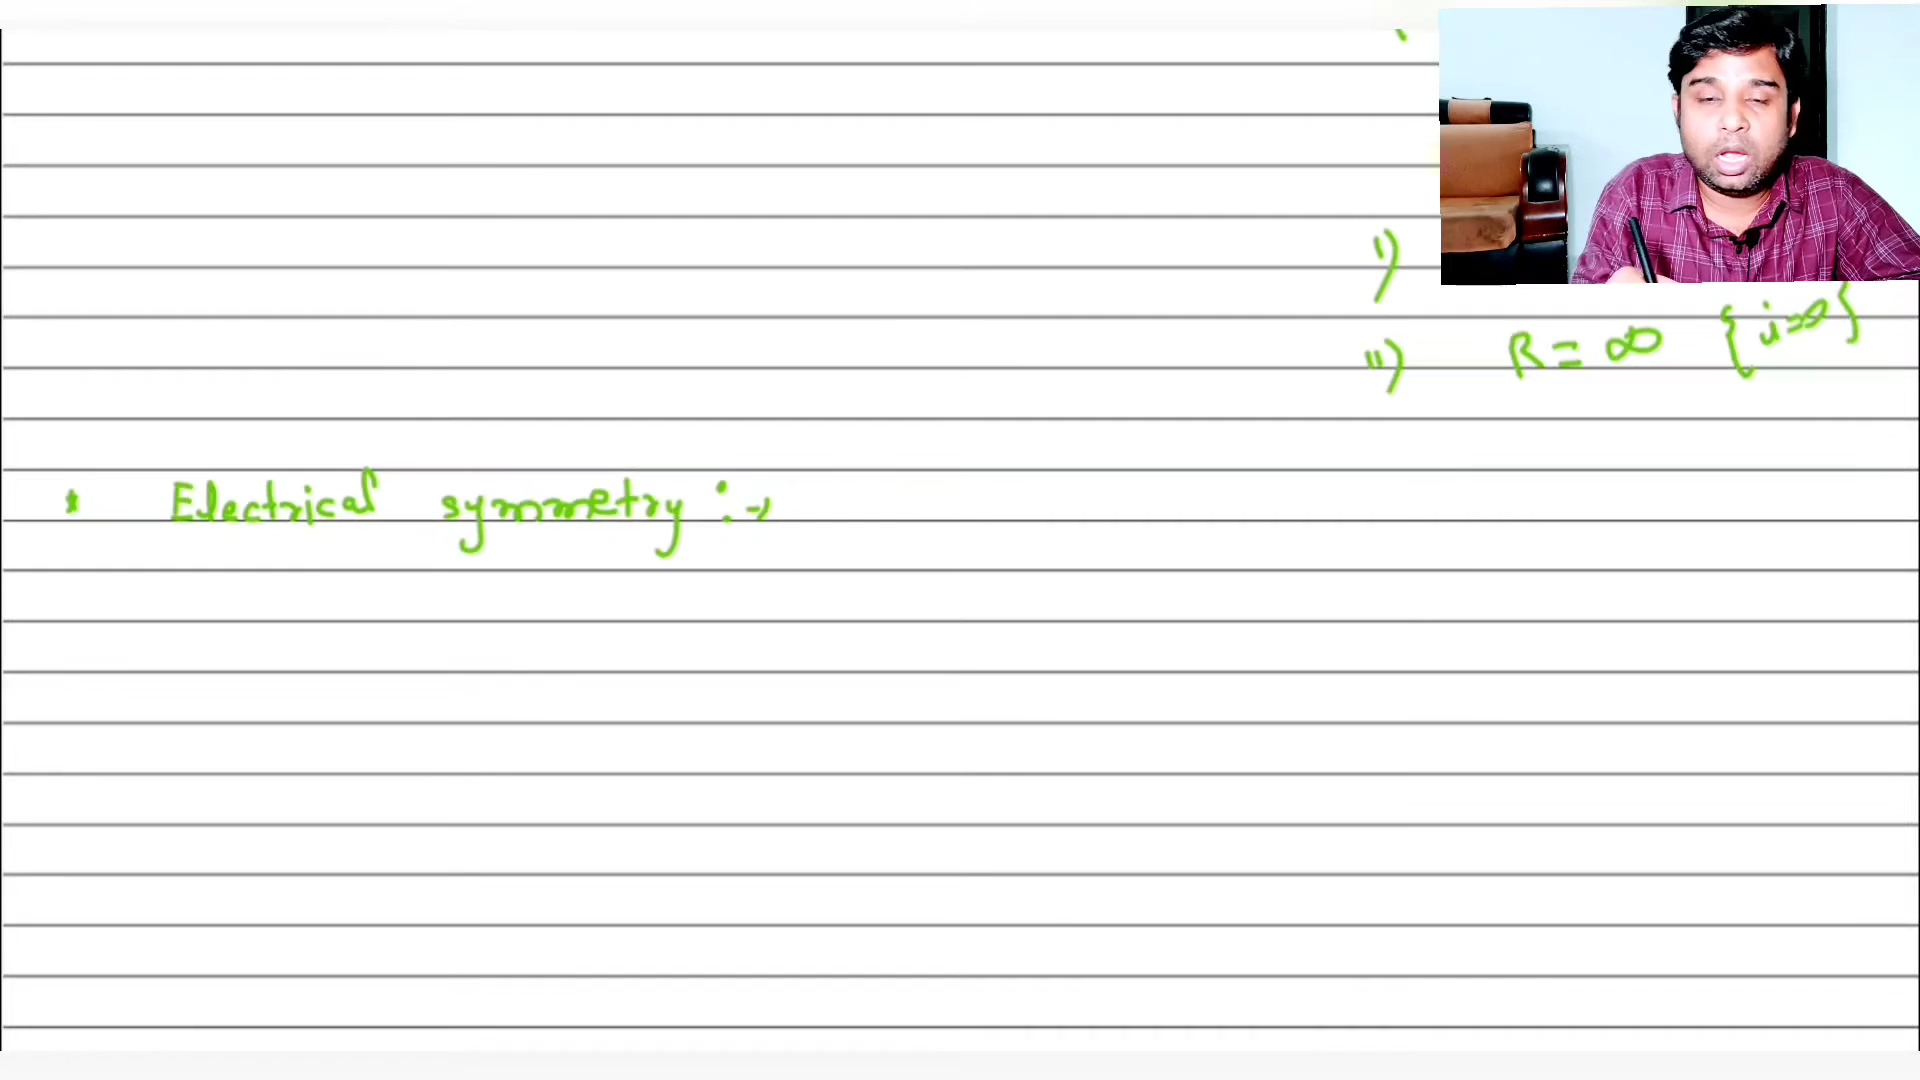 i)
ii) R = ∞ {i=0}
* Electrical symmetry :→